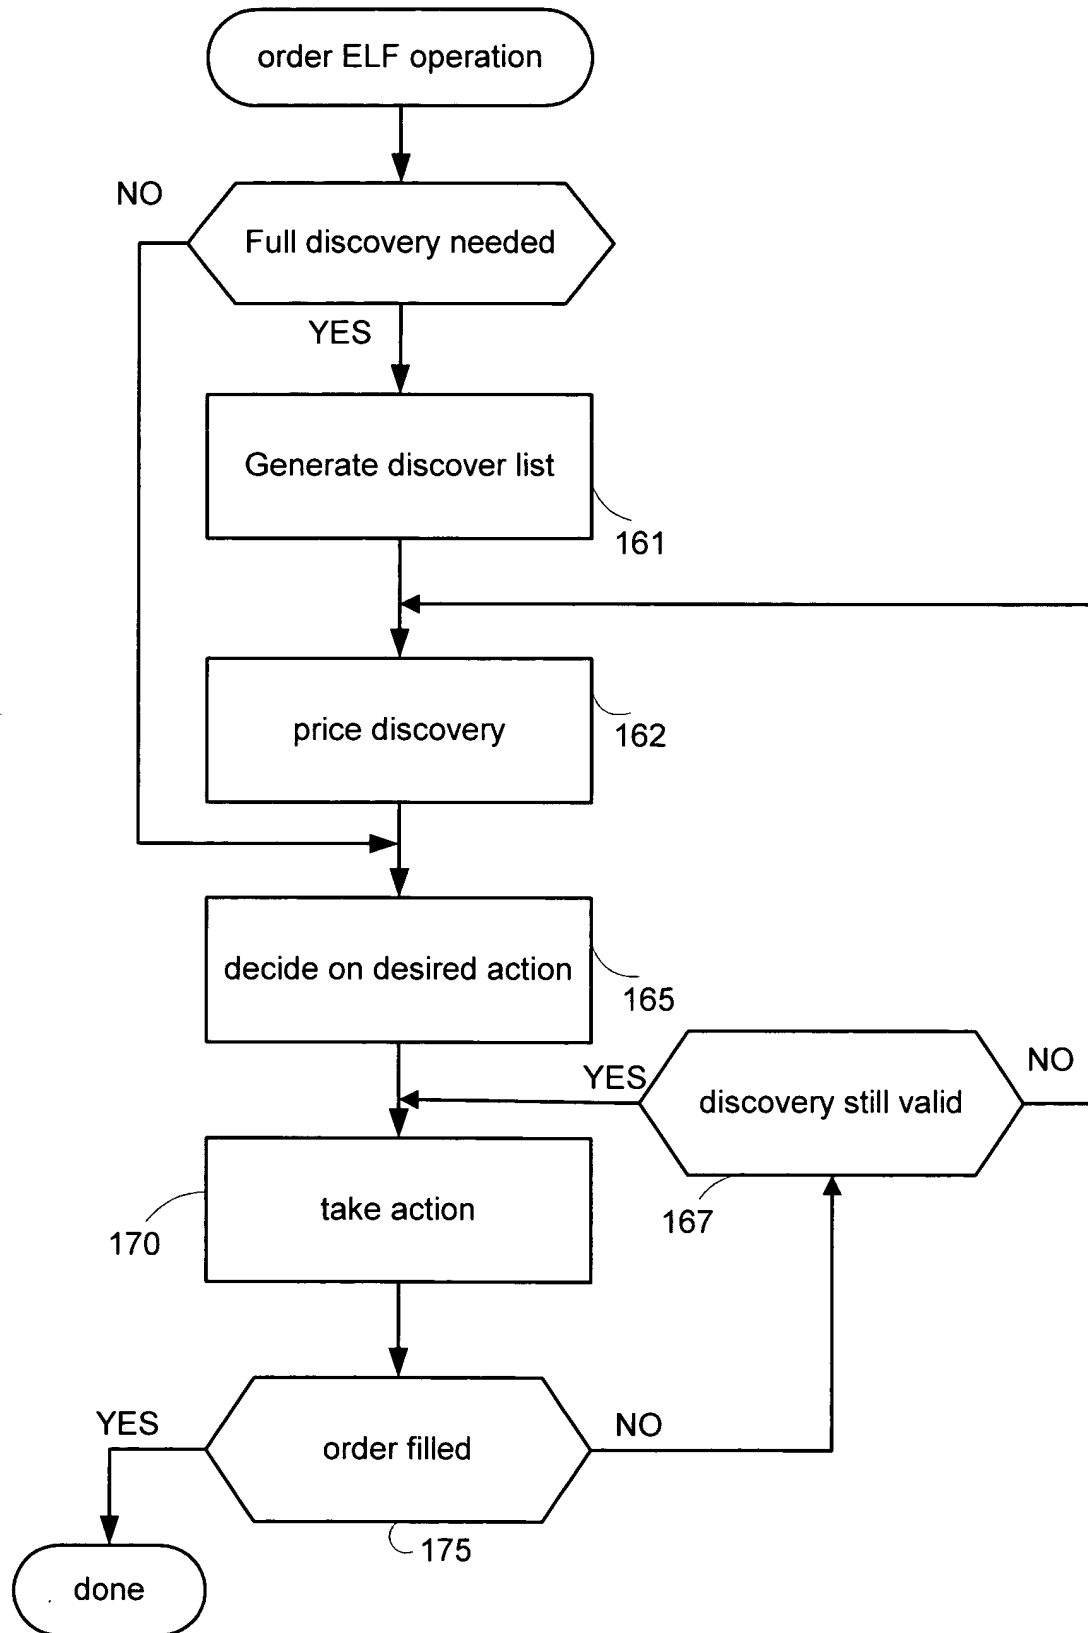 order ELF operation
NO
Full discovery needed
YES
Generate discover list
161
price discovery
162
decide on desired action
165
YES
discovery still valid
NO
take action
167
170
YES
order filled
NO
175
done